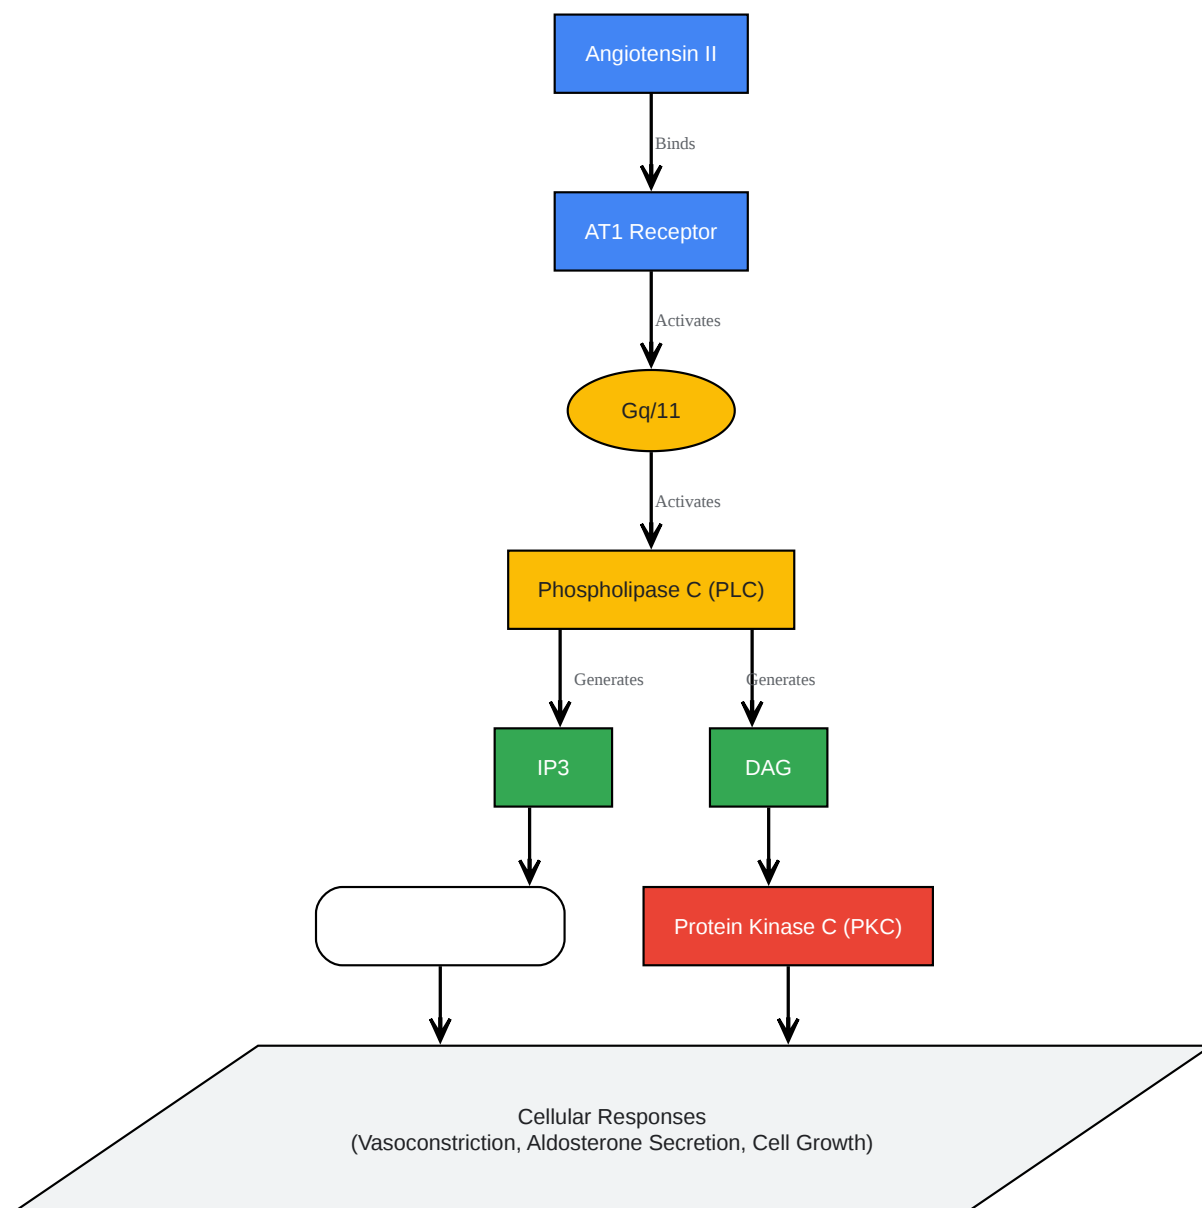 Angiotensin II
Binds
AT1 Receptor
Activates
Gq/11
Activates
Phospholipase C (PLC)
Generates
Generates
IP3
DAG
Protein Kinase C (PKC)
Cellular Responses
(Vasoconstriction, Aldosterone Secretion, Cell Growth)